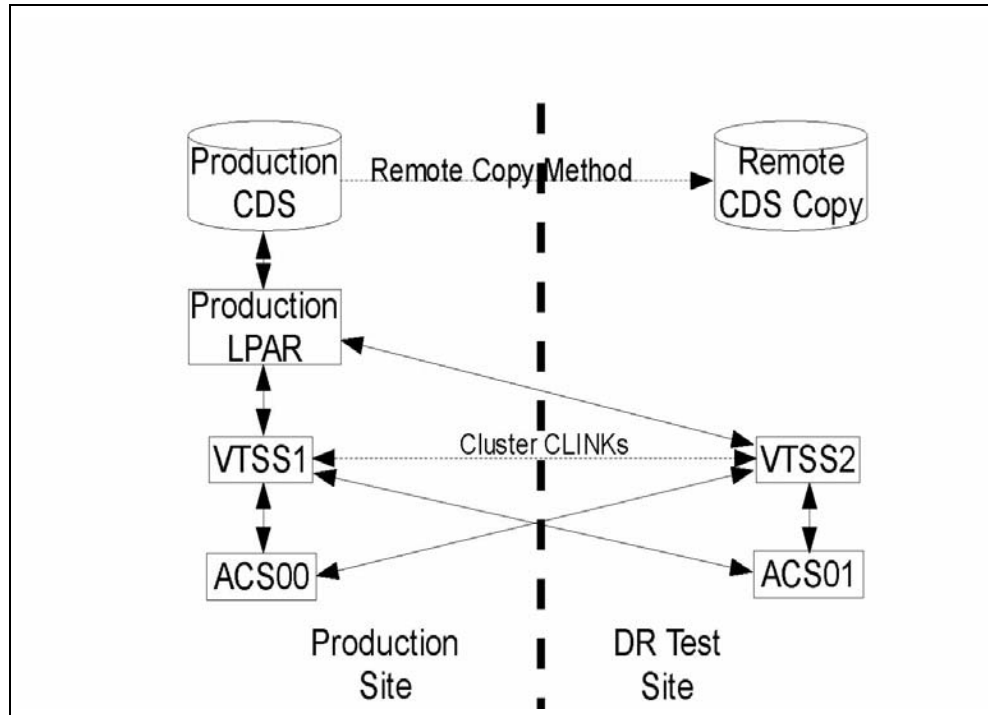 Production
CDS
Remote Copy Method
Remote
CDS Copy
Production
LPAR
VTSS1
Cluster CLINKs
VTSS2
ACS00
ACS01
Production
Site
DR Test
Site